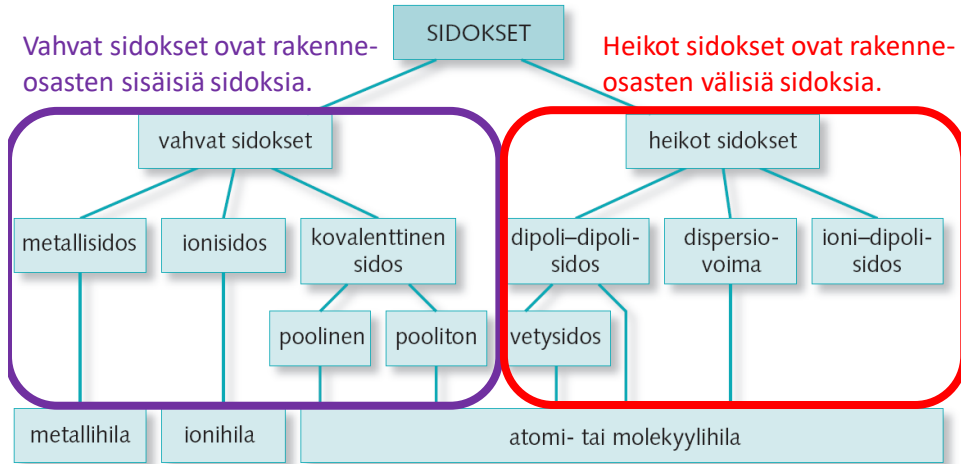 SIDOKSET
Vahvat sidokset ovat rakenne-
osasten sisäisiä sidoksia.
Heikot sidokset ovat rakenne-
osasten välisiä sidoksia.
vahvat sidokset
heikot sidokset
metallisidos
ionisidos
kovalenttinen
sidos
dipoli–dipoli-
sidos
dispersio-
voima
ioni–dipoli-
sidos
poolinen
pooliton
vetysidos
metallihila
ionihila
atomi- tai molekyylihila